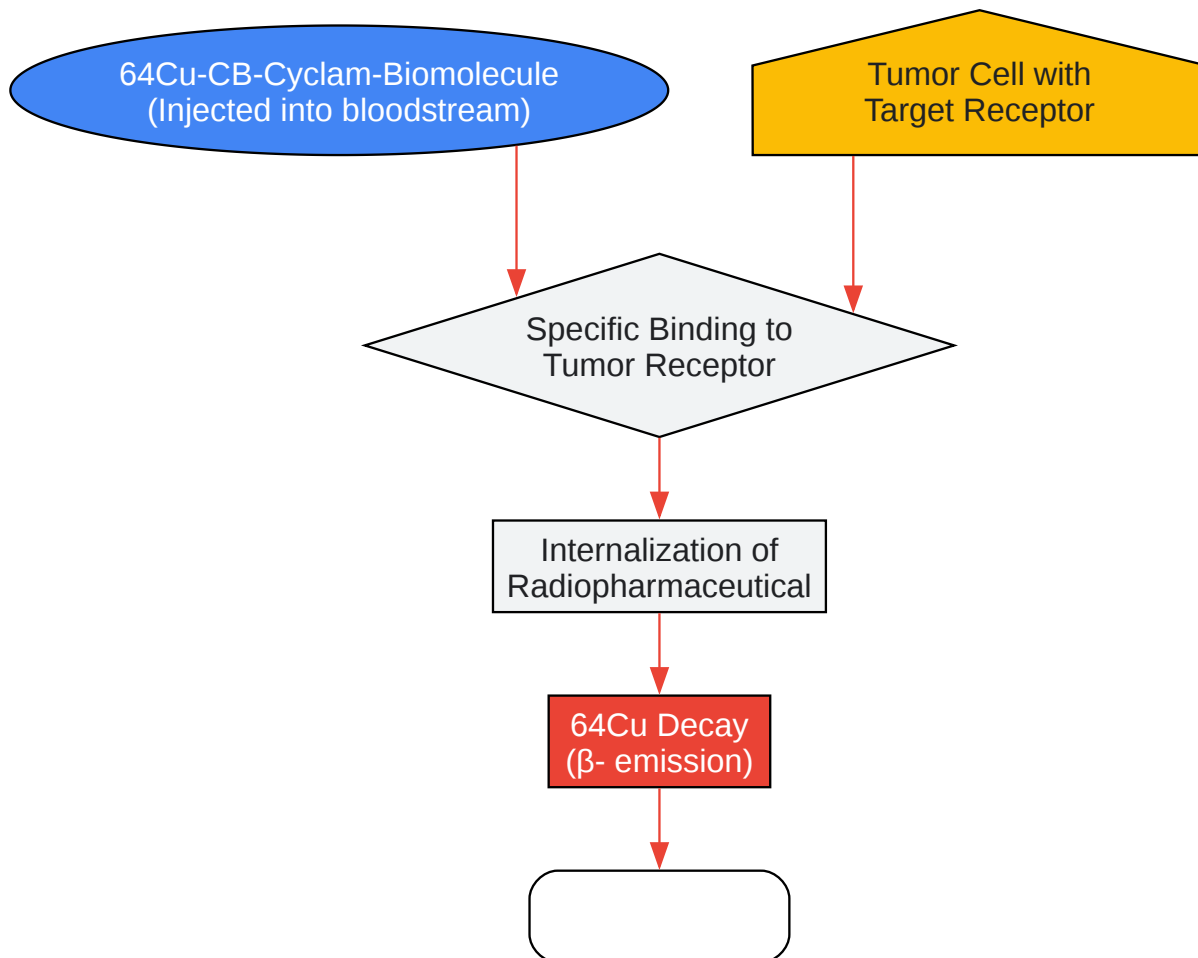 64Cu-CB-Cyclam-Biomolecule
(Injected into bloodstream)
Tumor Cell with
Target Receptor
Specific Binding to
Tumor Receptor
Internalization of
Radiopharmaceutical
64Cu Decay
(β- emission)